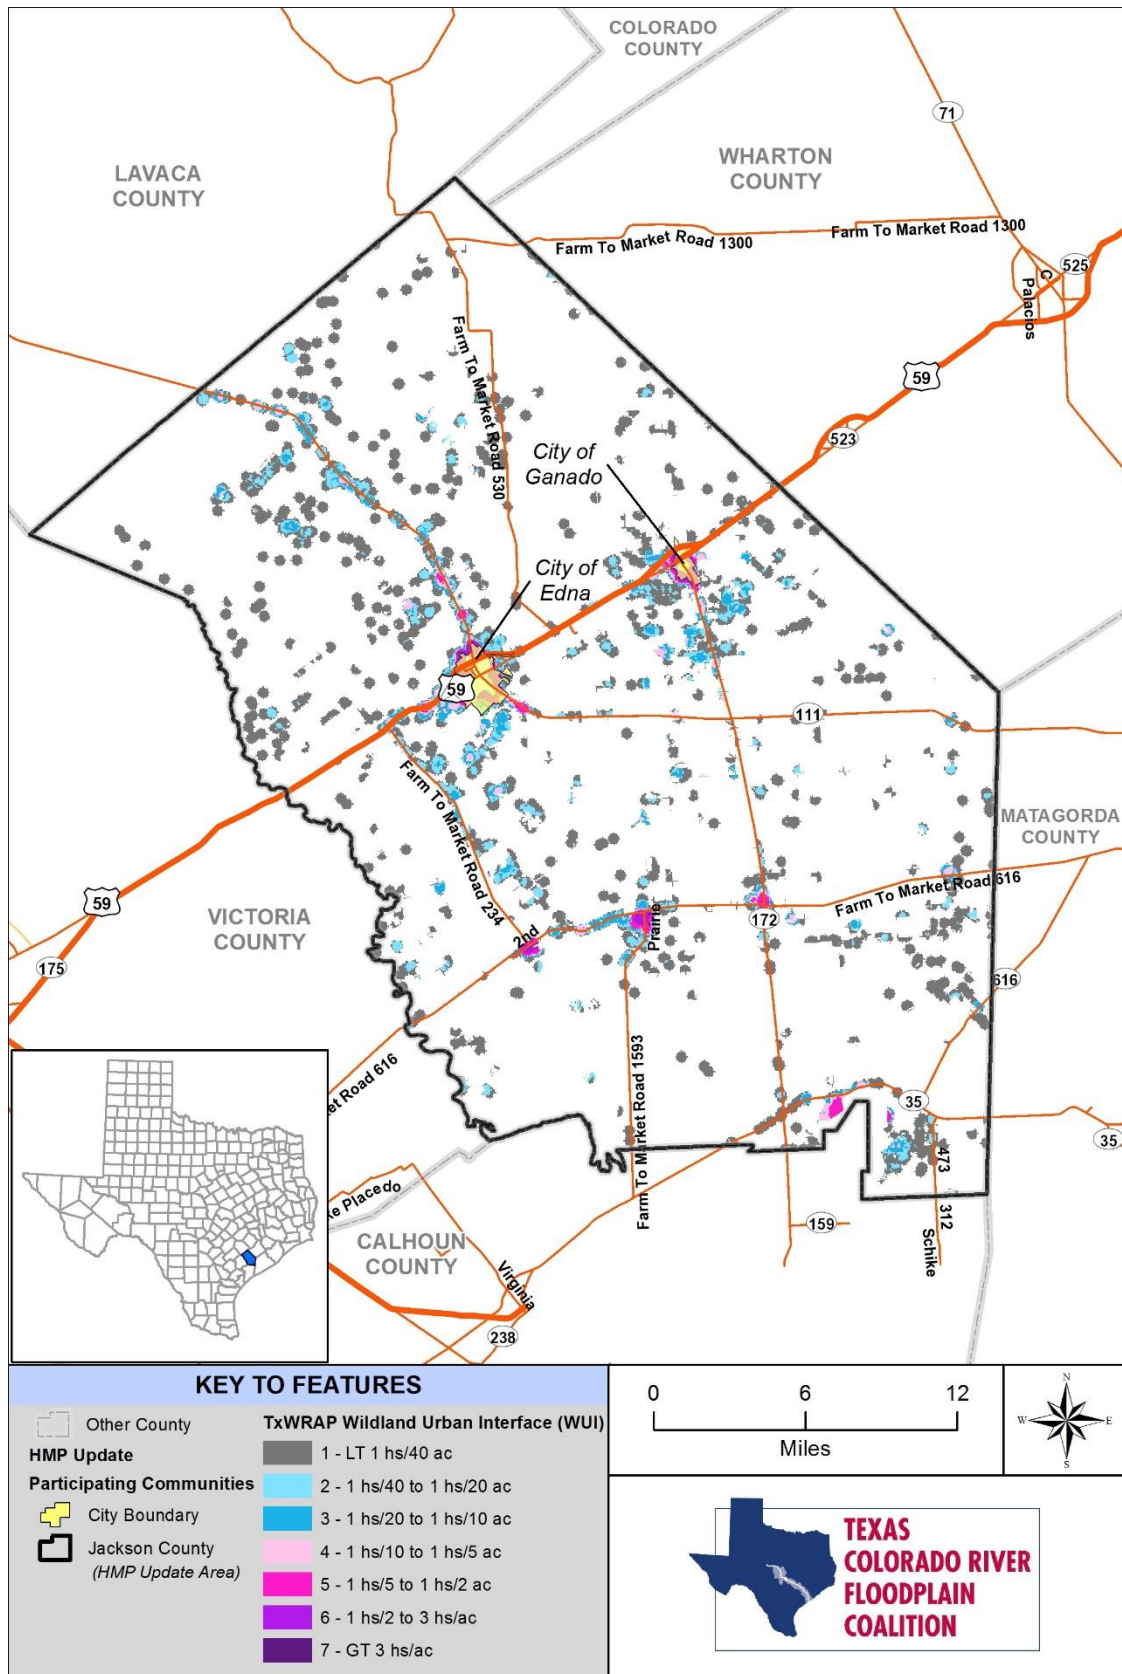 COLORADO
COUNTY
71
LAVACA
COUNTY
WHARTON
COUNTY
Farm To Market Road 1300
Farm To Market Road 1300
525
C
Palacios
Farm To Market Road 530
59
523
City of
Ganado
City of
Edna
59
111
Farm To Market Road 234
MATAGORDA
COUNTY
59
Farm To Market Road 616
VICTORIA
COUNTY
172
2nd
Prairie
175
616
et Road 616
Farm To Market Road 1593
35
35
473
312
Schike
159
Placedo
CALHOUN
COUNTY
Virginia
238
KEY TO FEATURES
Other County
HMP Update
Participating Communities
City Boundary
Jackson County
(HMP Update Area)
TxWRAP Wildland Urban Interface (WUI)
1 - LT 1 hs/40 ac
2 - 1 hs/40 to 1 hs/20 ac
3 - 1 hs/20 to 1 hs/10 ac
4 - 1 hs/10 to 1 hs/5 ac
5 - 1 hs/5 to 1 hs/2 ac
6 - 1 hs/2 to 3 hs/ac
7 - GT 3 hs/ac
0 6 12
Miles
N
W E
S
TEXAS
COLORADO RIVER
FLOODPLAIN
COALITION